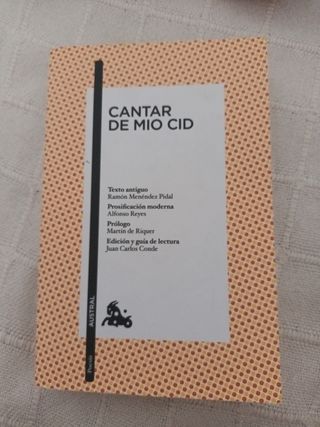 CANTAR
DE MIO CID
Texto antiguo
Ramón Menéndez Pidal
Prosificación moderna
Alfonso Reyes
Prólogo
Martín de Riquer
Edición y guía de lectura
Juan Carlos Conde
Poesía
AUSTRAL